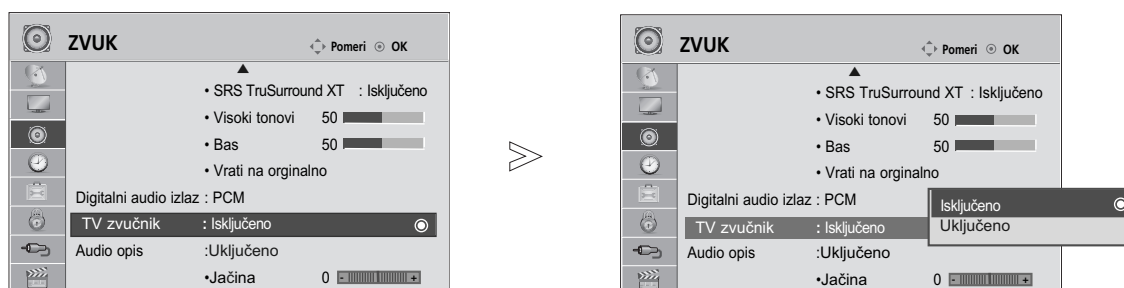 ZVUK
Pomeri OK
• SRS TruSurround XT : Isključeno
• Visoki tonovi 50
• Bas 50
• Vrati na orginalno
Digitalni audio izlaz : PCM
TV zvučnik : Isključeno
Audio opis :Uključeno
•Jačina 0 - +
ZVUK
Pomeri OK
• SRS TruSurround XT : Isključeno
• Visoki tonovi 50
• Bas 50
• Vrati na orginalno
Digitalni audio izlaz : PCM
TV zvučnik : Isključeno
Isključeno
Uključeno
Audio opis :Uključeno
•Jačina 0 - +